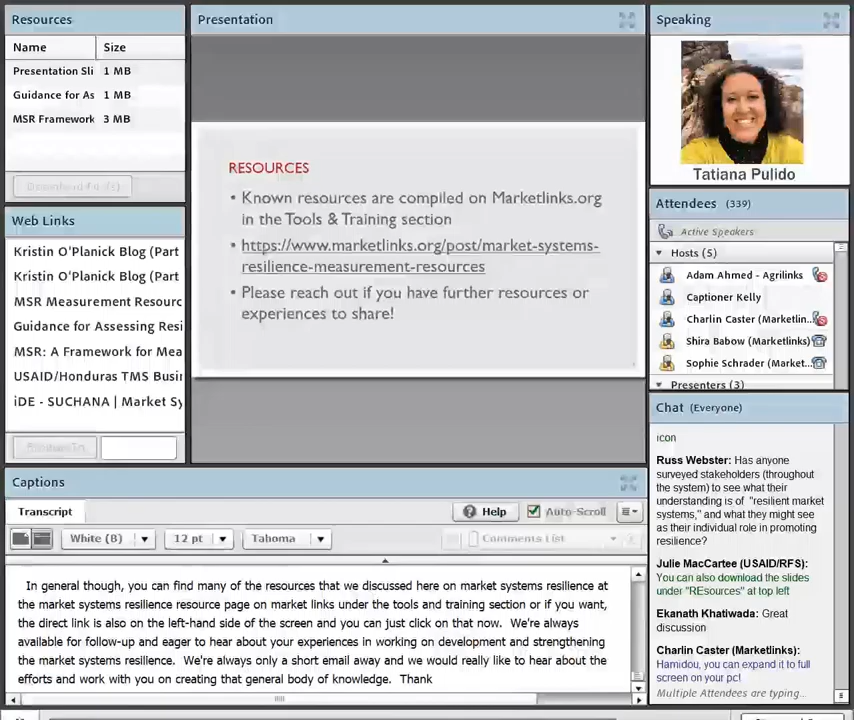 Resources
Name Size
Presentation Sli 1 MB
Guidance for As 1 MB
MSR Framework 3 MB
Web Links
Kristin O'Planick Blog (Part
Kristin O'Planick Blog (Part
MSR Measurement Resourc
Guidance for Assessing Resi
MSR: A Framework for Mea
USAID/Honduras TMS Busin
iDE - SUCHANA | Market Sy
Presentation
RESOURCES
• Known resources are compiled on Marketlinks.org
in the Tools & Training section
• https://www.marketlinks.org/post/market-systems-
resilience-measurement-resources
• Please reach out if you have further resources or
experiences to share!
Speaking
Tatiana Pulido
Attendees (339)
Active Speakers
Hosts (5)
Adam Ahmed - Agrilinks
Captioner Kelly
Charlin Caster (Marketlin...
Shira Babow (Marketlinks)
Sophie Schrader (Market...
Presenters (3)
Chat (Everyone)
icon
Russ Webster: Has anyone
surveyed stakeholders (throughout
the system) to see what their
understanding is of "resilient market
systems," and what they might see
as their individual role in promoting
resilience?
Julie MacCartee (USAID/RFS):
You can also download the slides
under "REsources" at top left
Ekanath Khatiwada: Great
discussion
Charlin Caster (Marketlinks):
Hamidou, you can expand it to full
screen on your pc!
Multiple Attendees are typing...
Captions
Transcript
Help
Auto-Scroll
White (B)
12 pt
Tahoma
Comments List
In general though, you can find many of the resources that we discussed here on market systems resilience at
the market systems resilience resource page on market links under the tools and training section or if you want,
the direct link is also on the left-hand side of the screen and you can just click on that now. We're always
available for follow-up and eager to hear about your experiences in working on development and strengthening
the market systems resilience. We're always only a short email away and we would really like to hear about the
efforts and work with you on creating that general body of knowledge. Thank